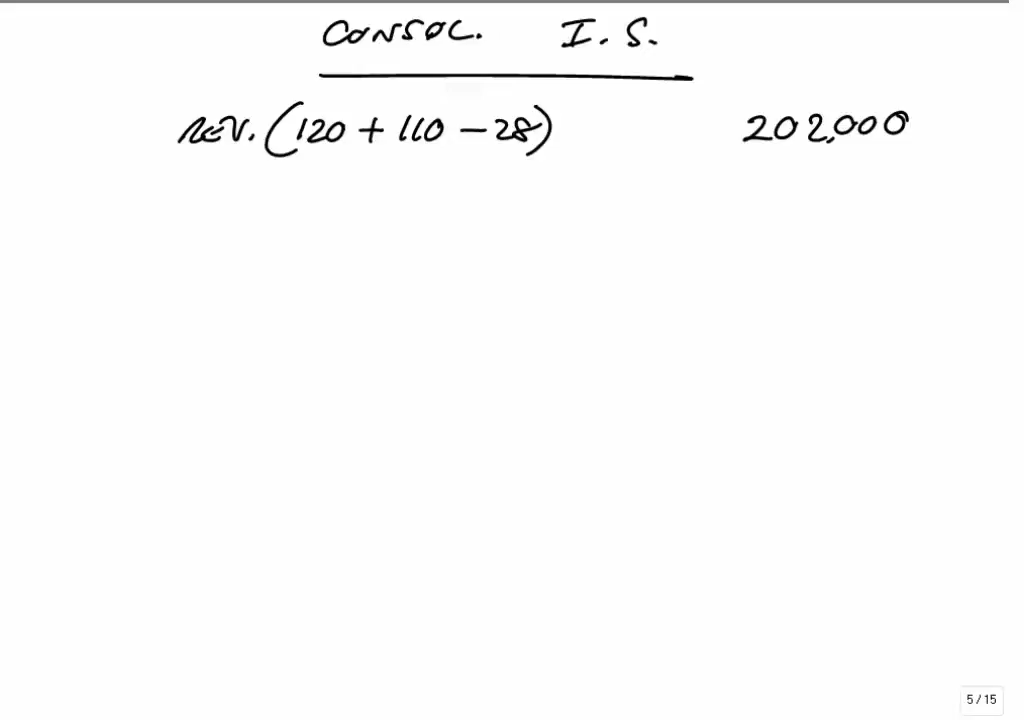 CONSOL. I. S.
REV. (120 + 110 - 28) 202,000
5/15